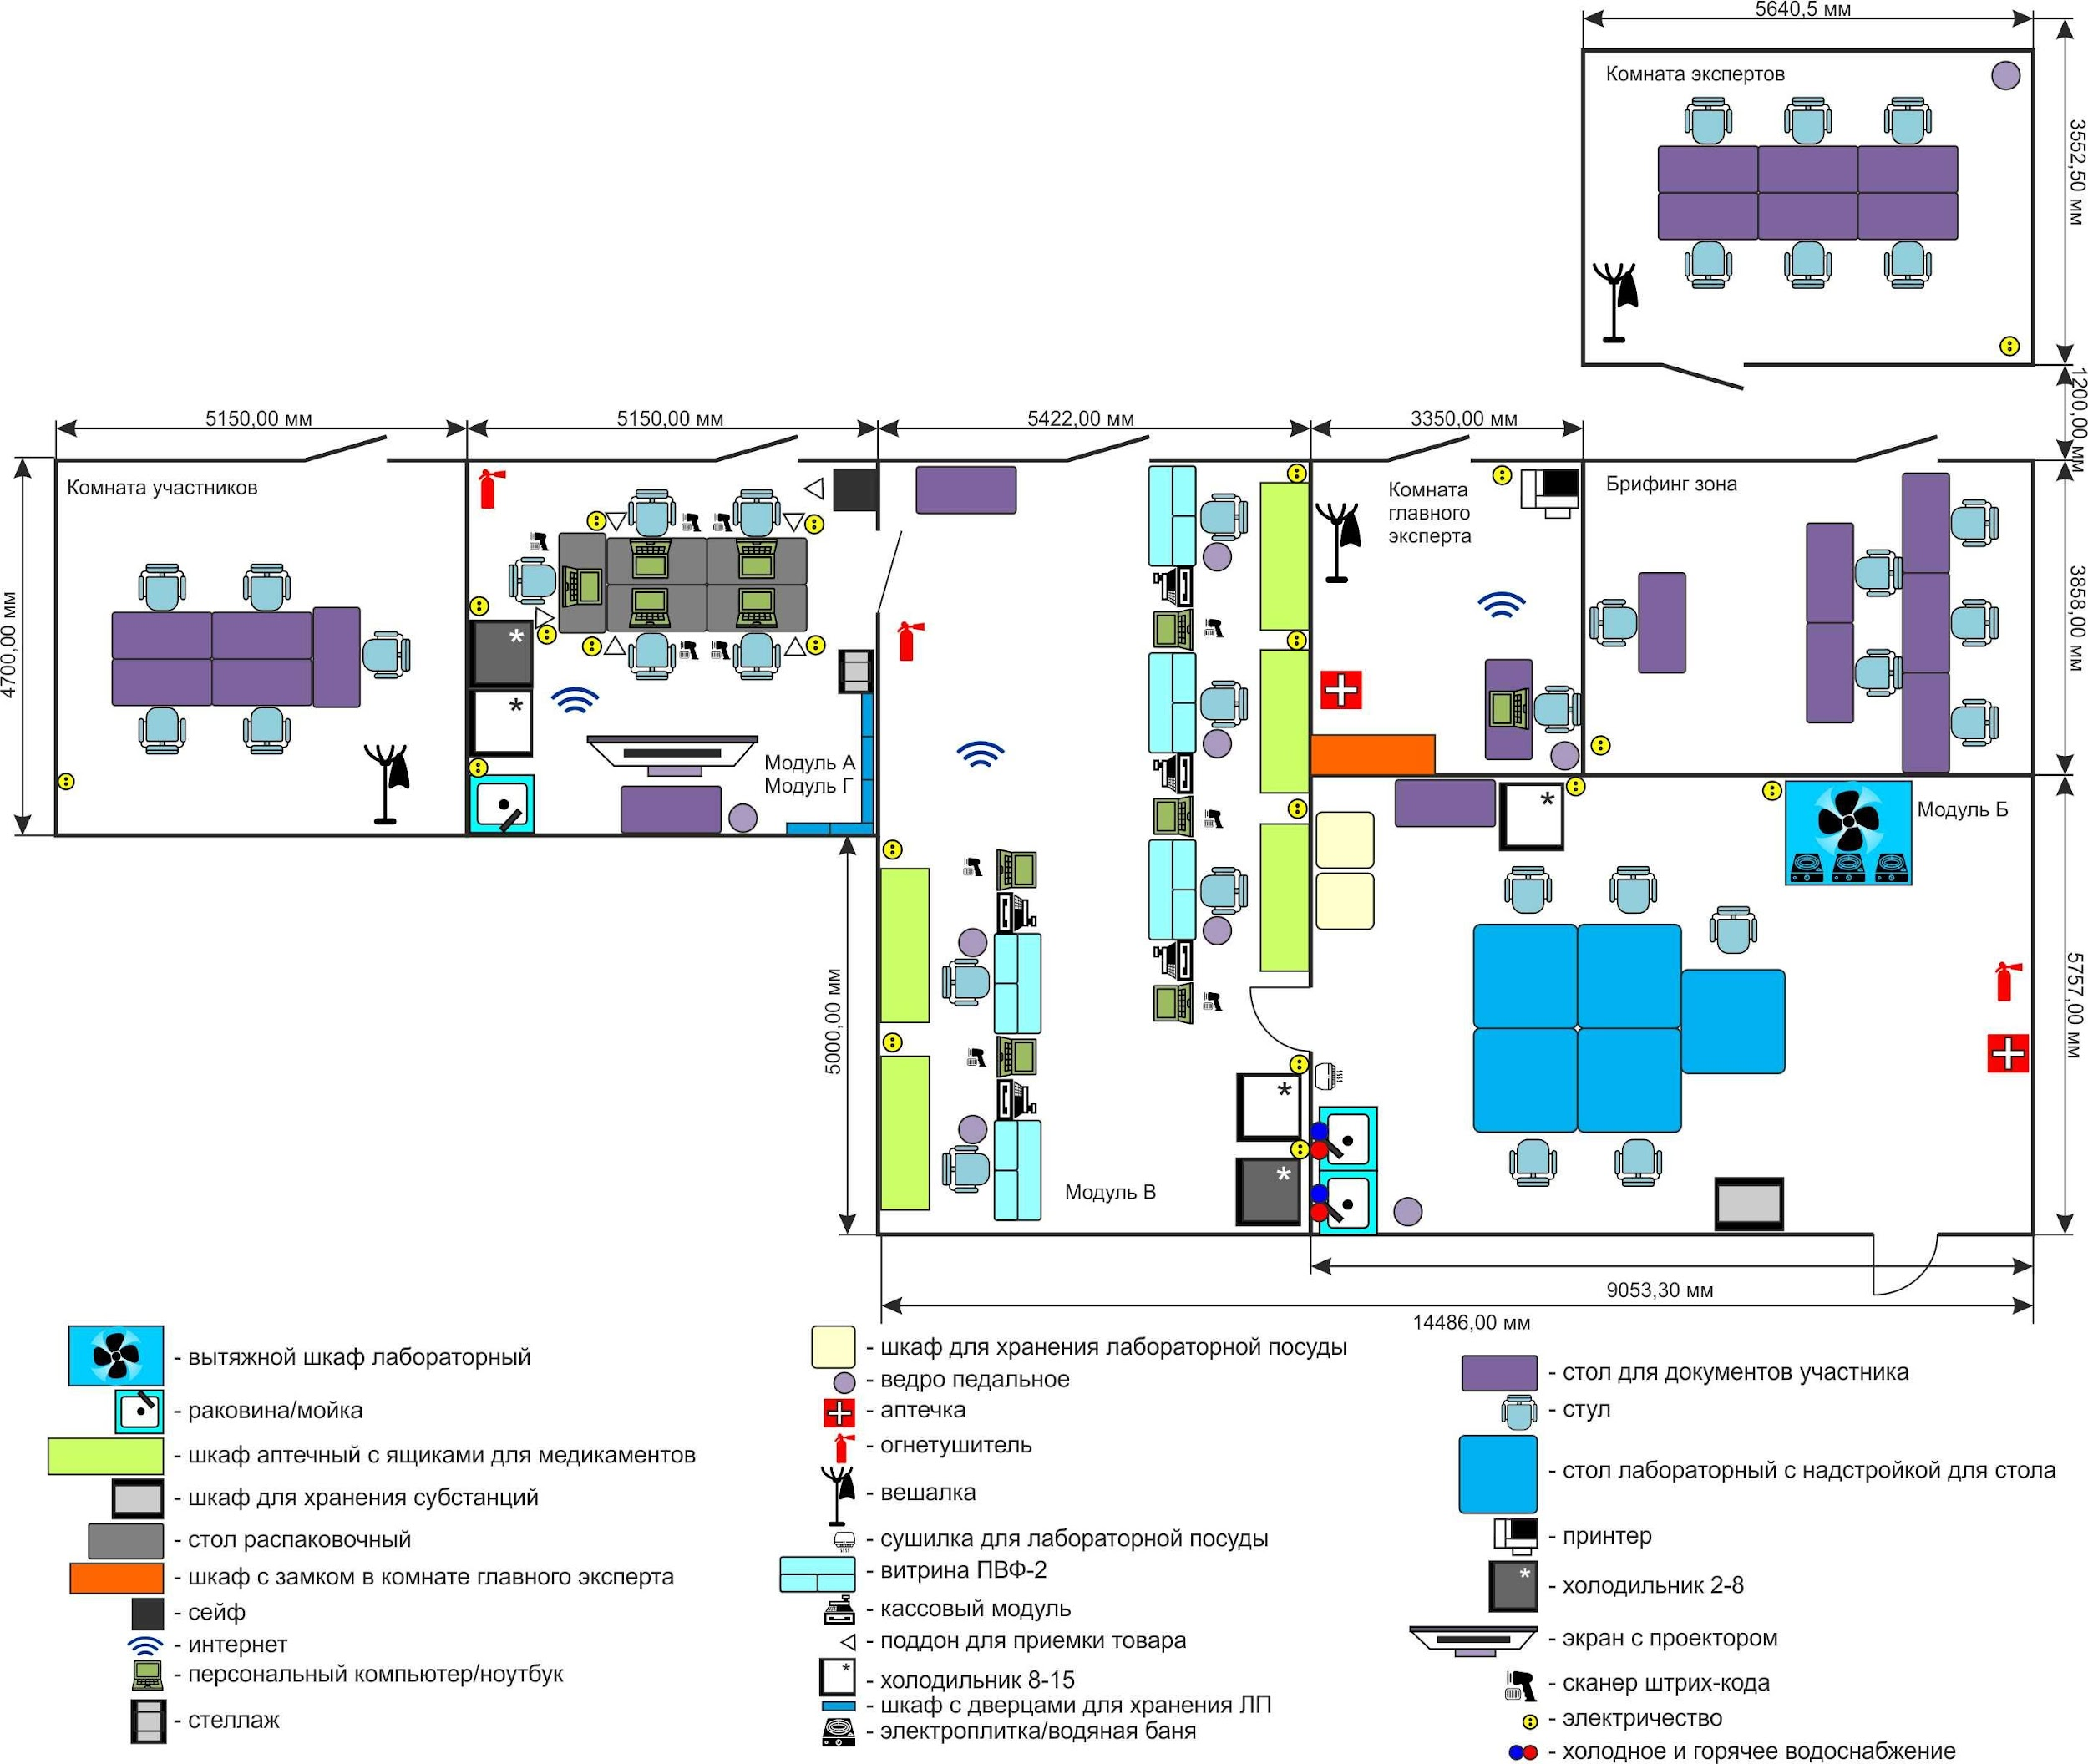 5640,5 мм
Комната экспертов
3552,50 мм
1200,00 мм
5150,00 мм
5150,00 мм
5422,00 мм
3350,00 мм
Комната участников
Комната
главного
эксперта
Брифинг зона
4700,00 мм
3858,00 мм
*
*
Модуль А
Модуль Г
*
Модуль Б
5000,00 мм
5757,00 мм
*
*
Модуль В
9053,30 мм
14486,00 мм
- вытяжной шкаф лабораторный
- раковина/мойка
- шкаф аптечный с ящиками для медикаментов
- шкаф для хранения субстанций
- стол распаковочный
- шкаф с замком в комнате главного эксперта
- сейф
- интернет
- персональный компьютер/ноутбук
- стеллаж
- шкаф для хранения лабораторной посуды
- ведро педальное
- аптечка
- огнетушитель
- вешалка
- сушилка для лабораторной посуды
- витрина ПВФ-2
- кассовый модуль
- поддон для приемки товара
* - холодильник 8-15
- шкаф с дверцами для хранения ЛП
- электроплитка/водяная баня
- стол для документов участника
- стул
- стол лабораторный с надстройкой для стола
- принтер
* - холодильник 2-8
- экран с проектором
- сканер штрих-кода
- электричество
- холодное и горячее водоснабжение